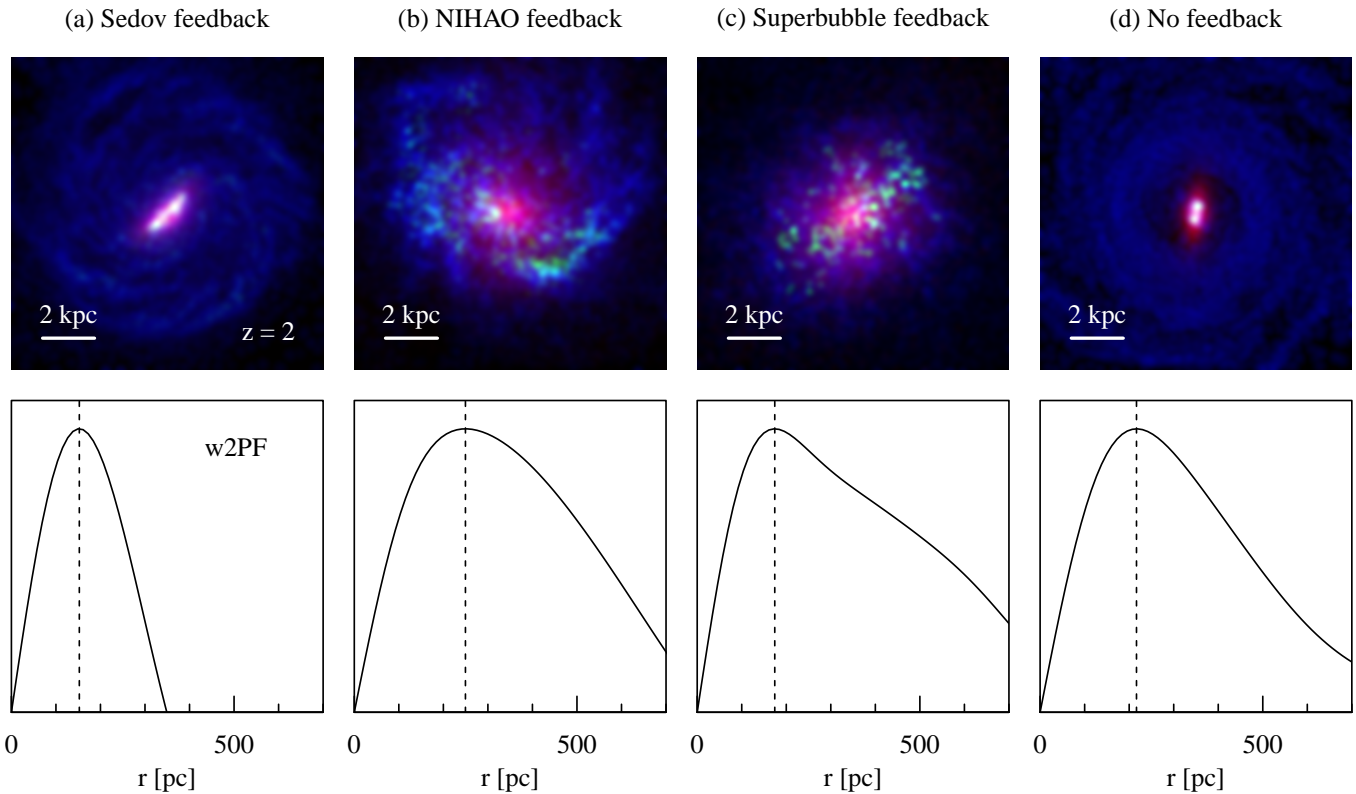 (a) Sedov feedback
(b) NIHAO feedback
(c) Superbubble feedback
(d) No feedback
2 kpc
z = 2
2 kpc
2 kpc
2 kpc
w2PF
0
500
r [pc]
0
500
r [pc]
0
500
r [pc]
0
500
r [pc]